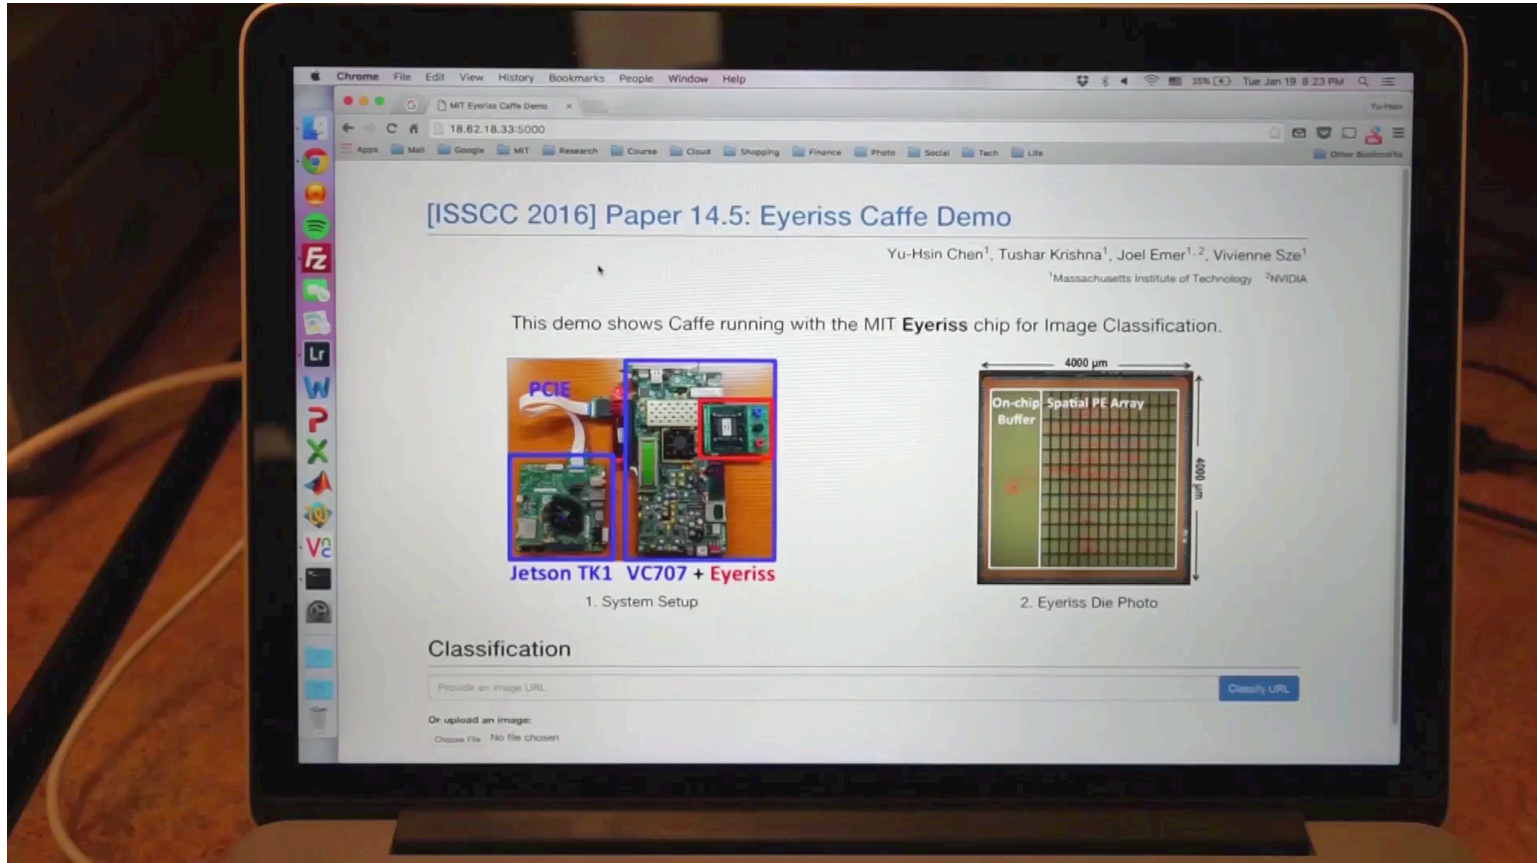 Chrome File Edit View History Bookmarks People Window Help 35% Tue Jan 19 8:23 PM
MIT Eyeriss Caffe Demo Yu-Hsin
18.62.18.33:5000
Apps Mail Google MIT Research Course Cloud Shopping Finance Photo Social Tech Life Other Bookmarks
[ISSCC 2016] Paper 14.5: Eyeriss Caffe Demo
Yu-Hsin Chen1, Tushar Krishna1, Joel Emer1, 2, Vivienne Sze1
1Massachusetts Institute of Technology 2NVIDIA
This demo shows Caffe running with the MIT Eyeriss chip for Image Classification.
PCIE
Jetson TK1 VC707 + Eyeriss
1. System Setup
4000 µm
On-chip Buffer
Spatial PE Array
4000 µm
2. Eyeriss Die Photo
Classification
Provide an image URL
Classify URL
Or upload an image:
Choose File No file chosen
Fz
Lr
W
P
X